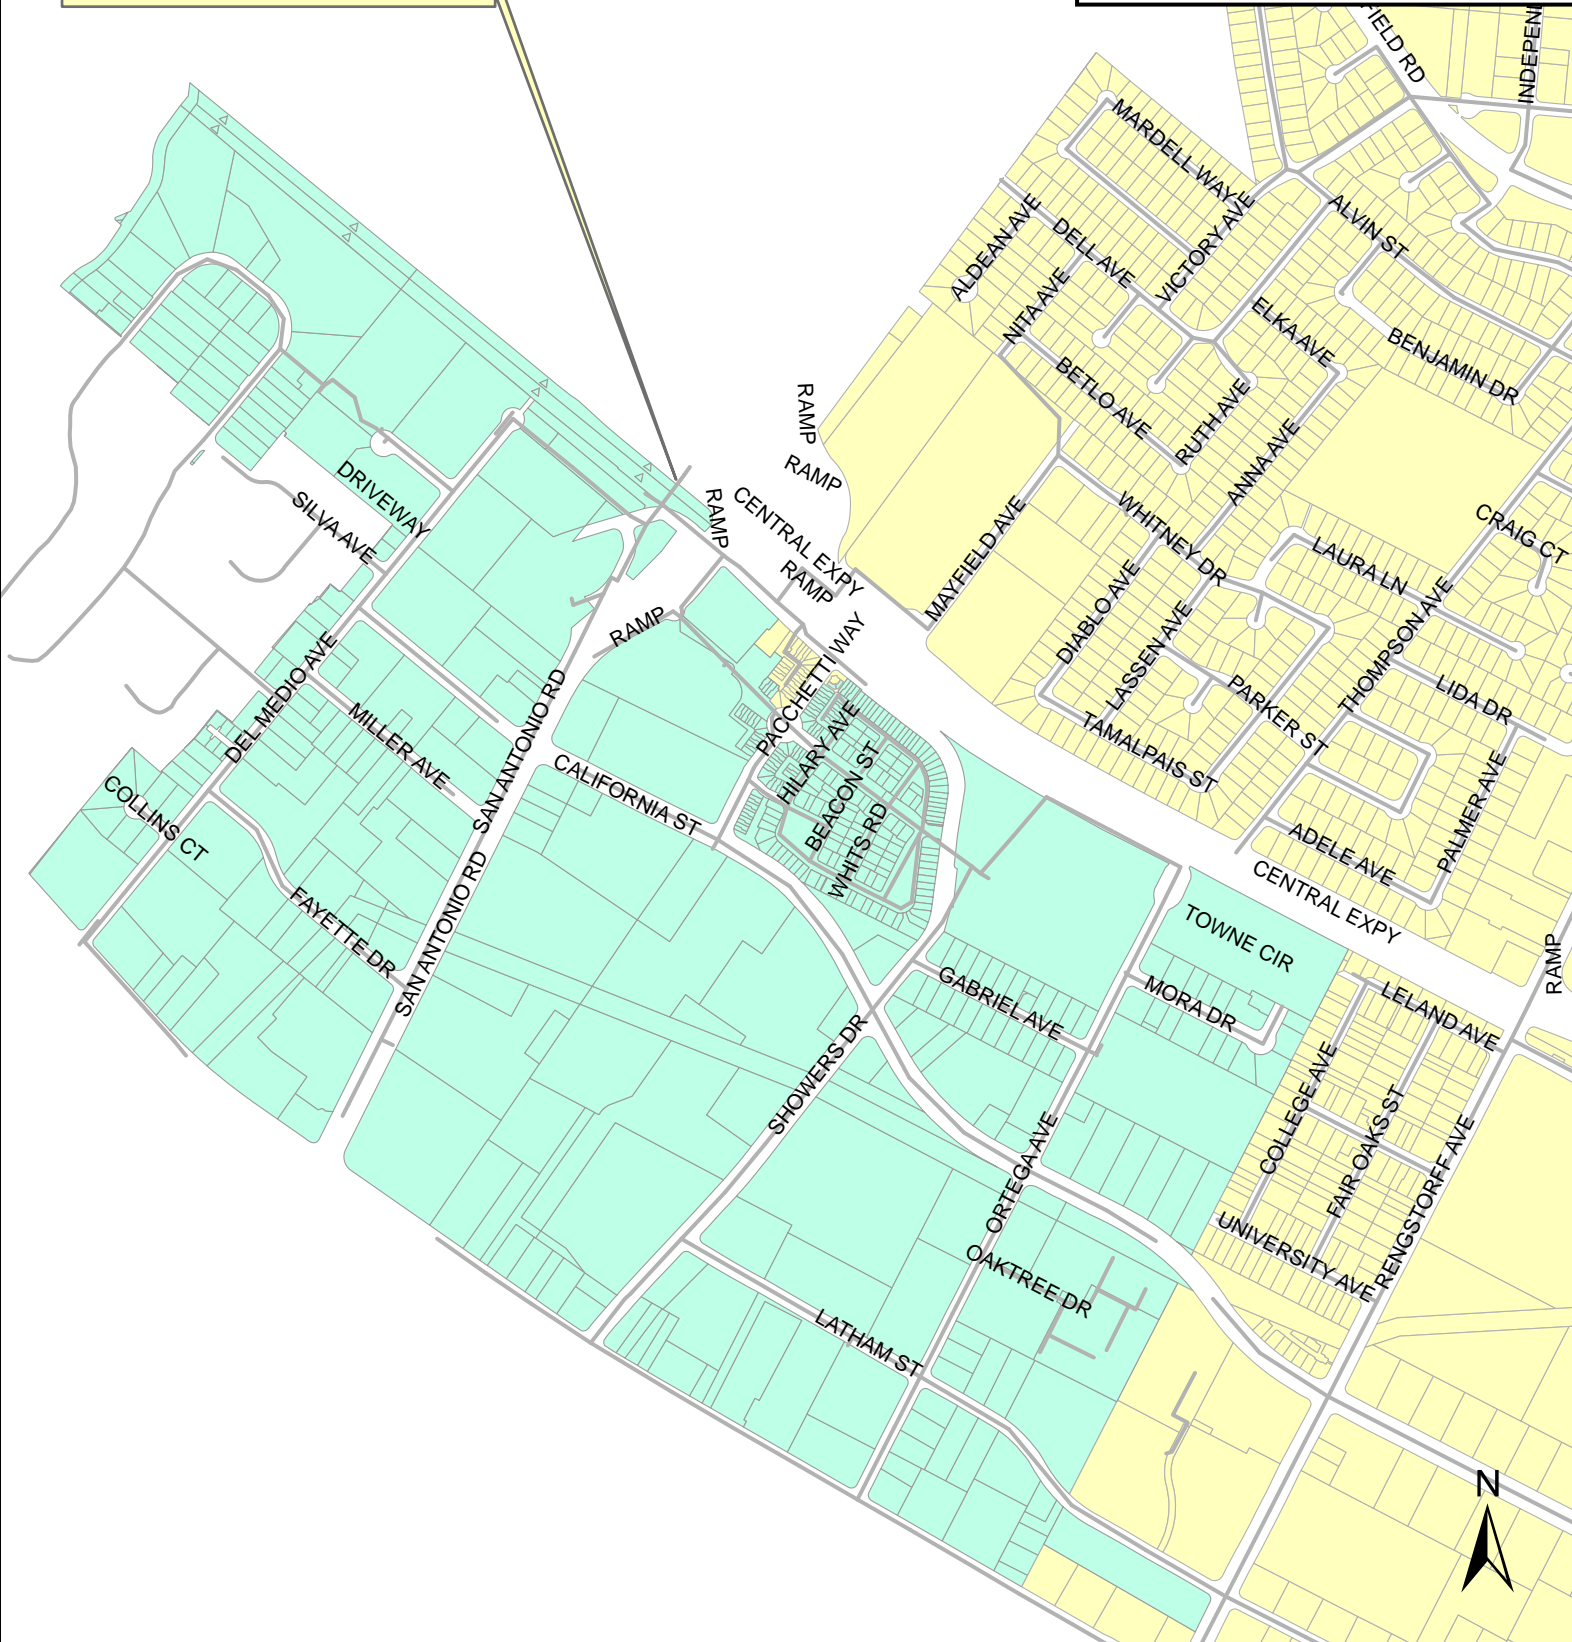 FIELD RD
INDEPEN
MARDELL WAY
ALDEAN AVE
DELL AVE
VICTORY AVE
ALVIN ST
NITA AVE
ELKA AVE
BENJAMIN DR
BETLO AVE
RUTH AVE
ANNA AVE
RAMP
RAMP
RAMP
CENTRAL EXPY
RAMP
MAYFIELD AVE
WHITNEY DR
CRAIG CT
LAURA LN
DRIVEWAY
SILVA AVE
DIABLO AVE
LASSEN AVE
THOMPSON AVE
PARKER ST
LIDA DR
TAMALPAIS ST
RAMP
PACCHETTI WAY
DEL MEDIO AVE
MILLER AVE
SAN ANTONIO RD
HILARY AVE
BEACON ST
WHITS RD
CALIFORNIA ST
PALMER AVE
ADELE AVE
COLLINS CT
CENTRAL EXPY
FAYETTE DR
SAN ANTONIO RD
TOWNE CIR
RAMP
GABRIEL AVE
MORA DR
LELAND AVE
SHOWERS DR
COLLEGE AVE
FAIR OAKS ST
RENGSTORFF AVE
ORTEGA AVE
UNIVERSITY AVE
OAKTREE DR
LATHAM ST
N